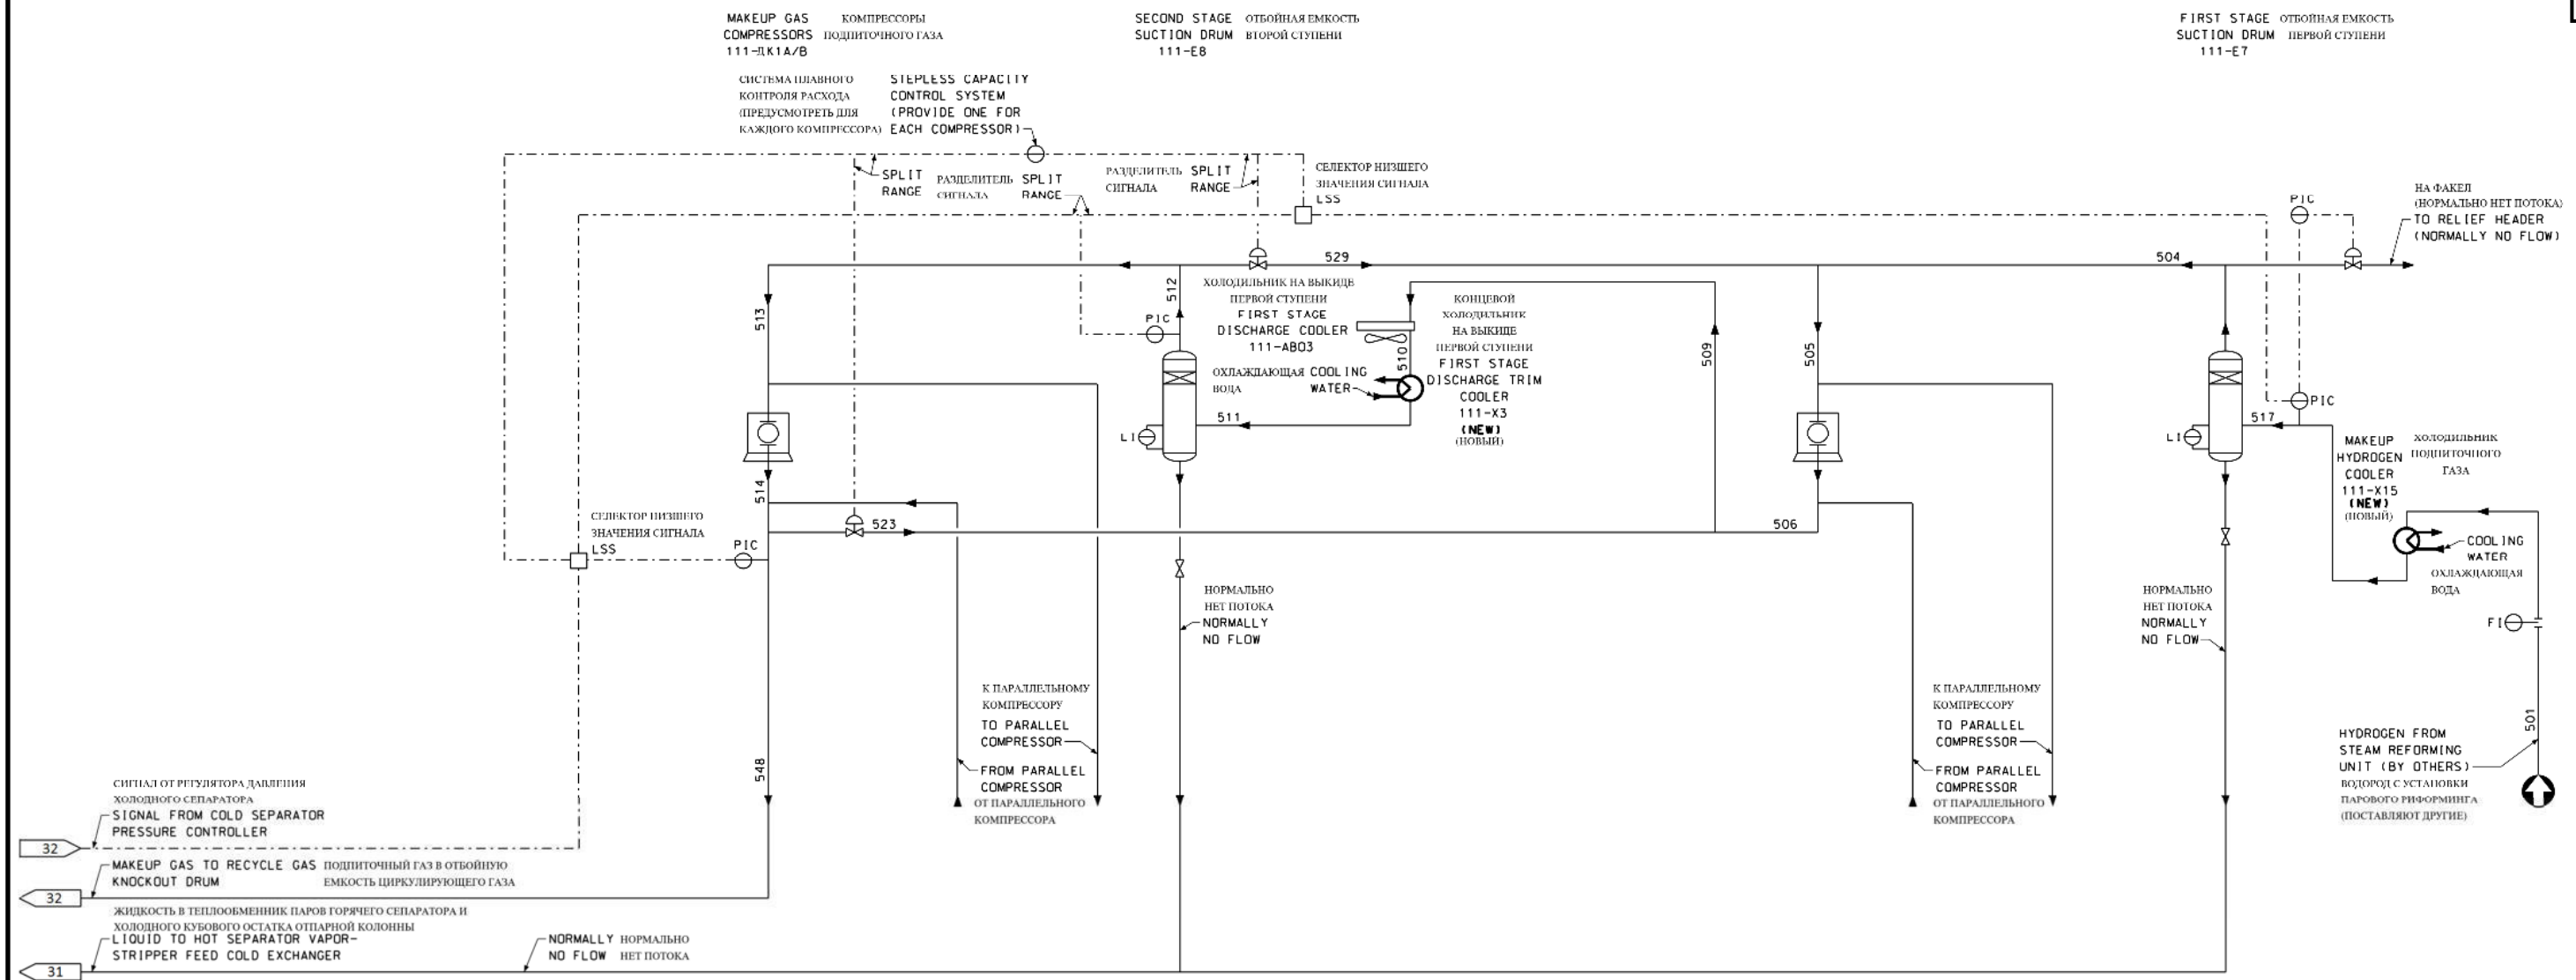 MAKEUP GAS КОМПРЕССОРЫ
COMPRESSORS ПОДПИТОЧНОГО ГАЗА
111-ДК1А/В
SECOND STAGE ОТБОЙНАЯ ЕМКОСТЬ
SUCTION DRUM ВТОРОЙ СТУПЕНИ
111-E8
FIRST STAGE ОТБОЙНАЯ ЕМКОСТЬ
SUCTION DRUM ПЕРВОЙ СТУПЕНИ
111-E7
СИСТЕМА ПЛАВНОГО
КОНТРОЛЯ РАСХОДА
(ПРЕДУСМОТРЕТЬ ДЛЯ
КАЖДОГО КОМПРЕССОРА)
STEPLESS CAPACITY
CONTROL SYSTEM
(PROVIDE ONE FOR
EACH COMPRESSOR)
SPLIT
RANGE
РАЗДЕЛИТЕЛЬ
СИГНАЛА
SPLIT
RANGE
РАЗДЕЛИТЕЛЬ
СИГНАЛА
SPLIT
RANGE
СЕЛЕКТОР НИЗШЕГО
ЗНАЧЕНИЯ СИГНАЛА
LSS
PIC
НА ФАКЕЛ
(НОРМАЛЬНО НЕТ ПОТОКА)
TO RELIEF HEADER
(NORMALLY NO FLOW)
529
504
512
513
PIC
ХОЛОДИЛЬНИК НА ВЫКИДЕ
ПЕРВОЙ СТУПЕНИ
FIRST STAGE
DISCHARGE COOLER
111-AB03
КОНЦЕВОЙ
ХОЛОДИЛЬНИК
НА ВЫКИДЕ
ПЕРВОЙ СТУПЕНИ
FIRST STAGE
DISCHARGE TRIM
COOLER
111-X3
(NEW)
(НОВЫЙ)
510
509
505
ОХЛАЖДАЮЩАЯ
ВОДА
COOLING
WATER
511
LI
PIC
517
LI
MAKEUP
HYDROGEN
COOLER
111-X15
(NEW)
(НОВЫЙ)
ХОЛОДИЛЬНИК
ПОДПИТОЧНОГО
ГАЗА
514
СЕЛЕКТОР НИЗШЕГО
ЗНАЧЕНИЯ СИГНАЛА
LSS
PIC
523
506
COOLING
WATER
ОХЛАЖДАЮЩАЯ
ВОДА
НОРМАЛЬНО
НЕТ ПОТОКА
NORMALLY
NO FLOW
НОРМАЛЬНО
НЕТ ПОТОКА
NORMALLY
NO FLOW
FI
К ПАРАЛЛЕЛЬНОМУ
КОМПРЕССОРУ
TO PARALLEL
COMPRESSOR
FROM PARALLEL
COMPRESSOR
ОТ ПАРАЛЛЕЛЬНОГО
КОМПРЕССОРА
К ПАРАЛЛЕЛЬНОМУ
КОМПРЕССОРУ
TO PARALLEL
COMPRESSOR
FROM PARALLEL
COMPRESSOR
ОТ ПАРАЛЛЕЛЬНОГО
КОМПРЕССОРА
501
HYDROGEN FROM
STEAM REFORMING
UNIT (BY OTHERS)
ВОДОРОД С УСТАНОВКИ
ПАРОВОГО РИФОРМИНГА
(ПОСТАВЛЯЮТ ДРУГИЕ)
548
СИГНАЛ ОТ РЕГУЛЯТОРА ДАВЛЕНИЯ
ХОЛОДНОГО СЕПАРАТОРА
SIGNAL FROM COLD SEPARATOR
PRESSURE CONTROLLER
32
MAKEUP GAS TO RECYCLE GAS ПОДПИТОЧНЫЙ ГАЗ В ОТБОЙНУЮ
KNOCKOUT DRUM ЕМКОСТЬ ЦИРКУЛИРУЮЩЕГО ГАЗА
32
ЖИДКОСТЬ В ТЕПЛООБМЕННИК ПАРОВ ГОРЯЧЕГО СЕПАРАТОРА И
ХОЛОДНОГО КУБОВОГО ОСТАТКА ОТПАРНОЙ КОЛОННЫ
LIQUID TO HOT SEPARATOR VAPOR-
STRIPPER FEED COLD EXCHANGER
NORMALLY НОРМАЛЬНО
NO FLOW НЕТ ПОТОКА
31